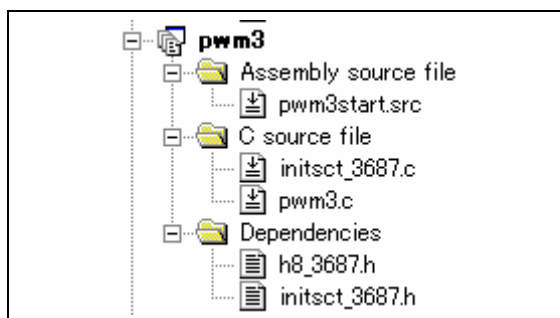 pwm3
Assembly source file
pwm3start.src
C source file
initsct_3687.c
pwm3.c
Dependencies
h8_3687.h
initsct_3687.h